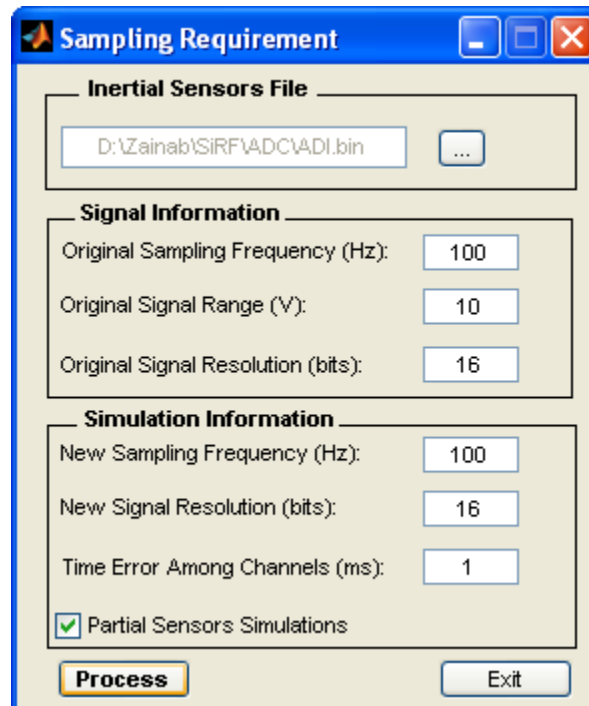 Sampling Requirement
Inertial Sensors File
D:\Zainab\SiRF\ADC\ADI.bin
...
Signal Information
Original Sampling Frequency (Hz): 100
Original Signal Range (V): 10
Original Signal Resolution (bits): 16
Simulation Information
New Sampling Frequency (Hz): 100
New Signal Resolution (bits): 16
Time Error Among Channels (ms): 1
Partial Sensors Simulations
Process Exit